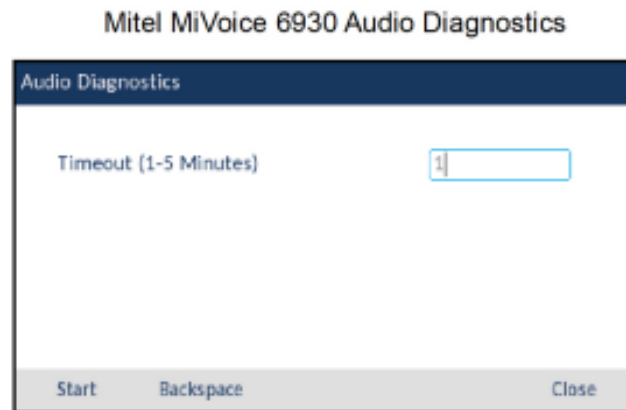 Mitel MiVoice 6930 Audio Diagnostics
Audio Diagnostics
Timeout (1-5 Minutes) 1
Start Backspace Close